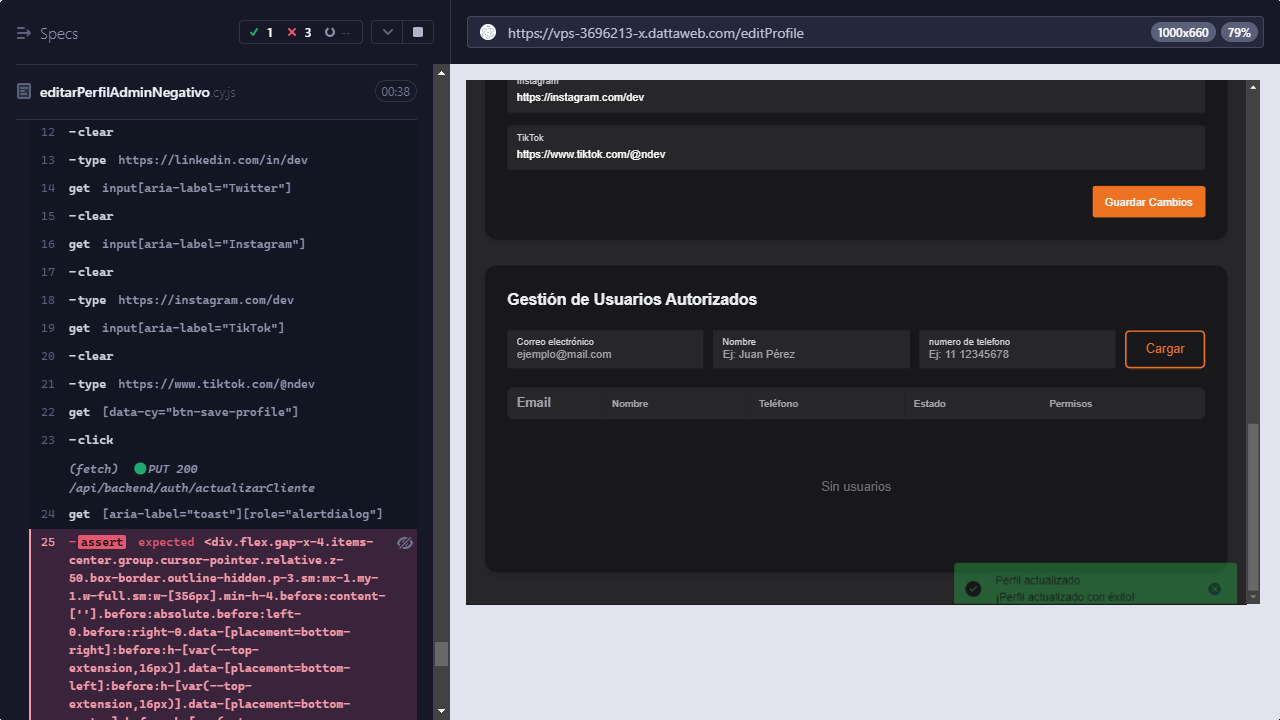 Specs
1
3
--
https://vps-3696213-x.dattaweb.com/editProfile
1000x660
79%
editarPerfilAdminNegativo.cy.js
00:38
12 -clear
13 -type https://linkedin.com/in/dev
14 get input[aria-label="Twitter"]
15 -clear
16 get input[aria-label="Instagram"]
17 -clear
18 -type https://instagram.com/dev
19 get input[aria-label="TikTok"]
20 -clear
21 -type https://www.tiktok.com/@ndev
22 get [data-cy="btn-save-profile"]
23 -click
(fetch) PUT 200
/api/backend/auth/actualizarCliente
24 get [aria-label="toast"][role="alertdialog"]
25 -assert expected <div.flex.gap-x-4.items-
center.group.cursor-pointer.relative.z-
50.box-border.outline-hidden.p-3.sm:mx-1.my-
1.w-full.sm:w-[356px].min-h-4.before:content-
[''].before:absolute.before:left-
0.before:right-0.data-[placement=bottom-
right]:before:h-[var(--top-
extension,16px)].data-[placement=bottom-
left]:before:h-[var(--top-
extension,16px)].data-[placement=bottom-
Instagram
https://instagram.com/dev
TikTok
https://www.tiktok.com/@ndev
Guardar Cambios
Gestión de Usuarios Autorizados
Correo electrónico
ejemplo@mail.com
Nombre
Ej: Juan Pérez
numero de telefono
Ej: 11 12345678
Cargar
Email Nombre Teléfono Estado Permisos
Sin usuarios
Perfil actualizado
¡Perfil actualizado con éxito!